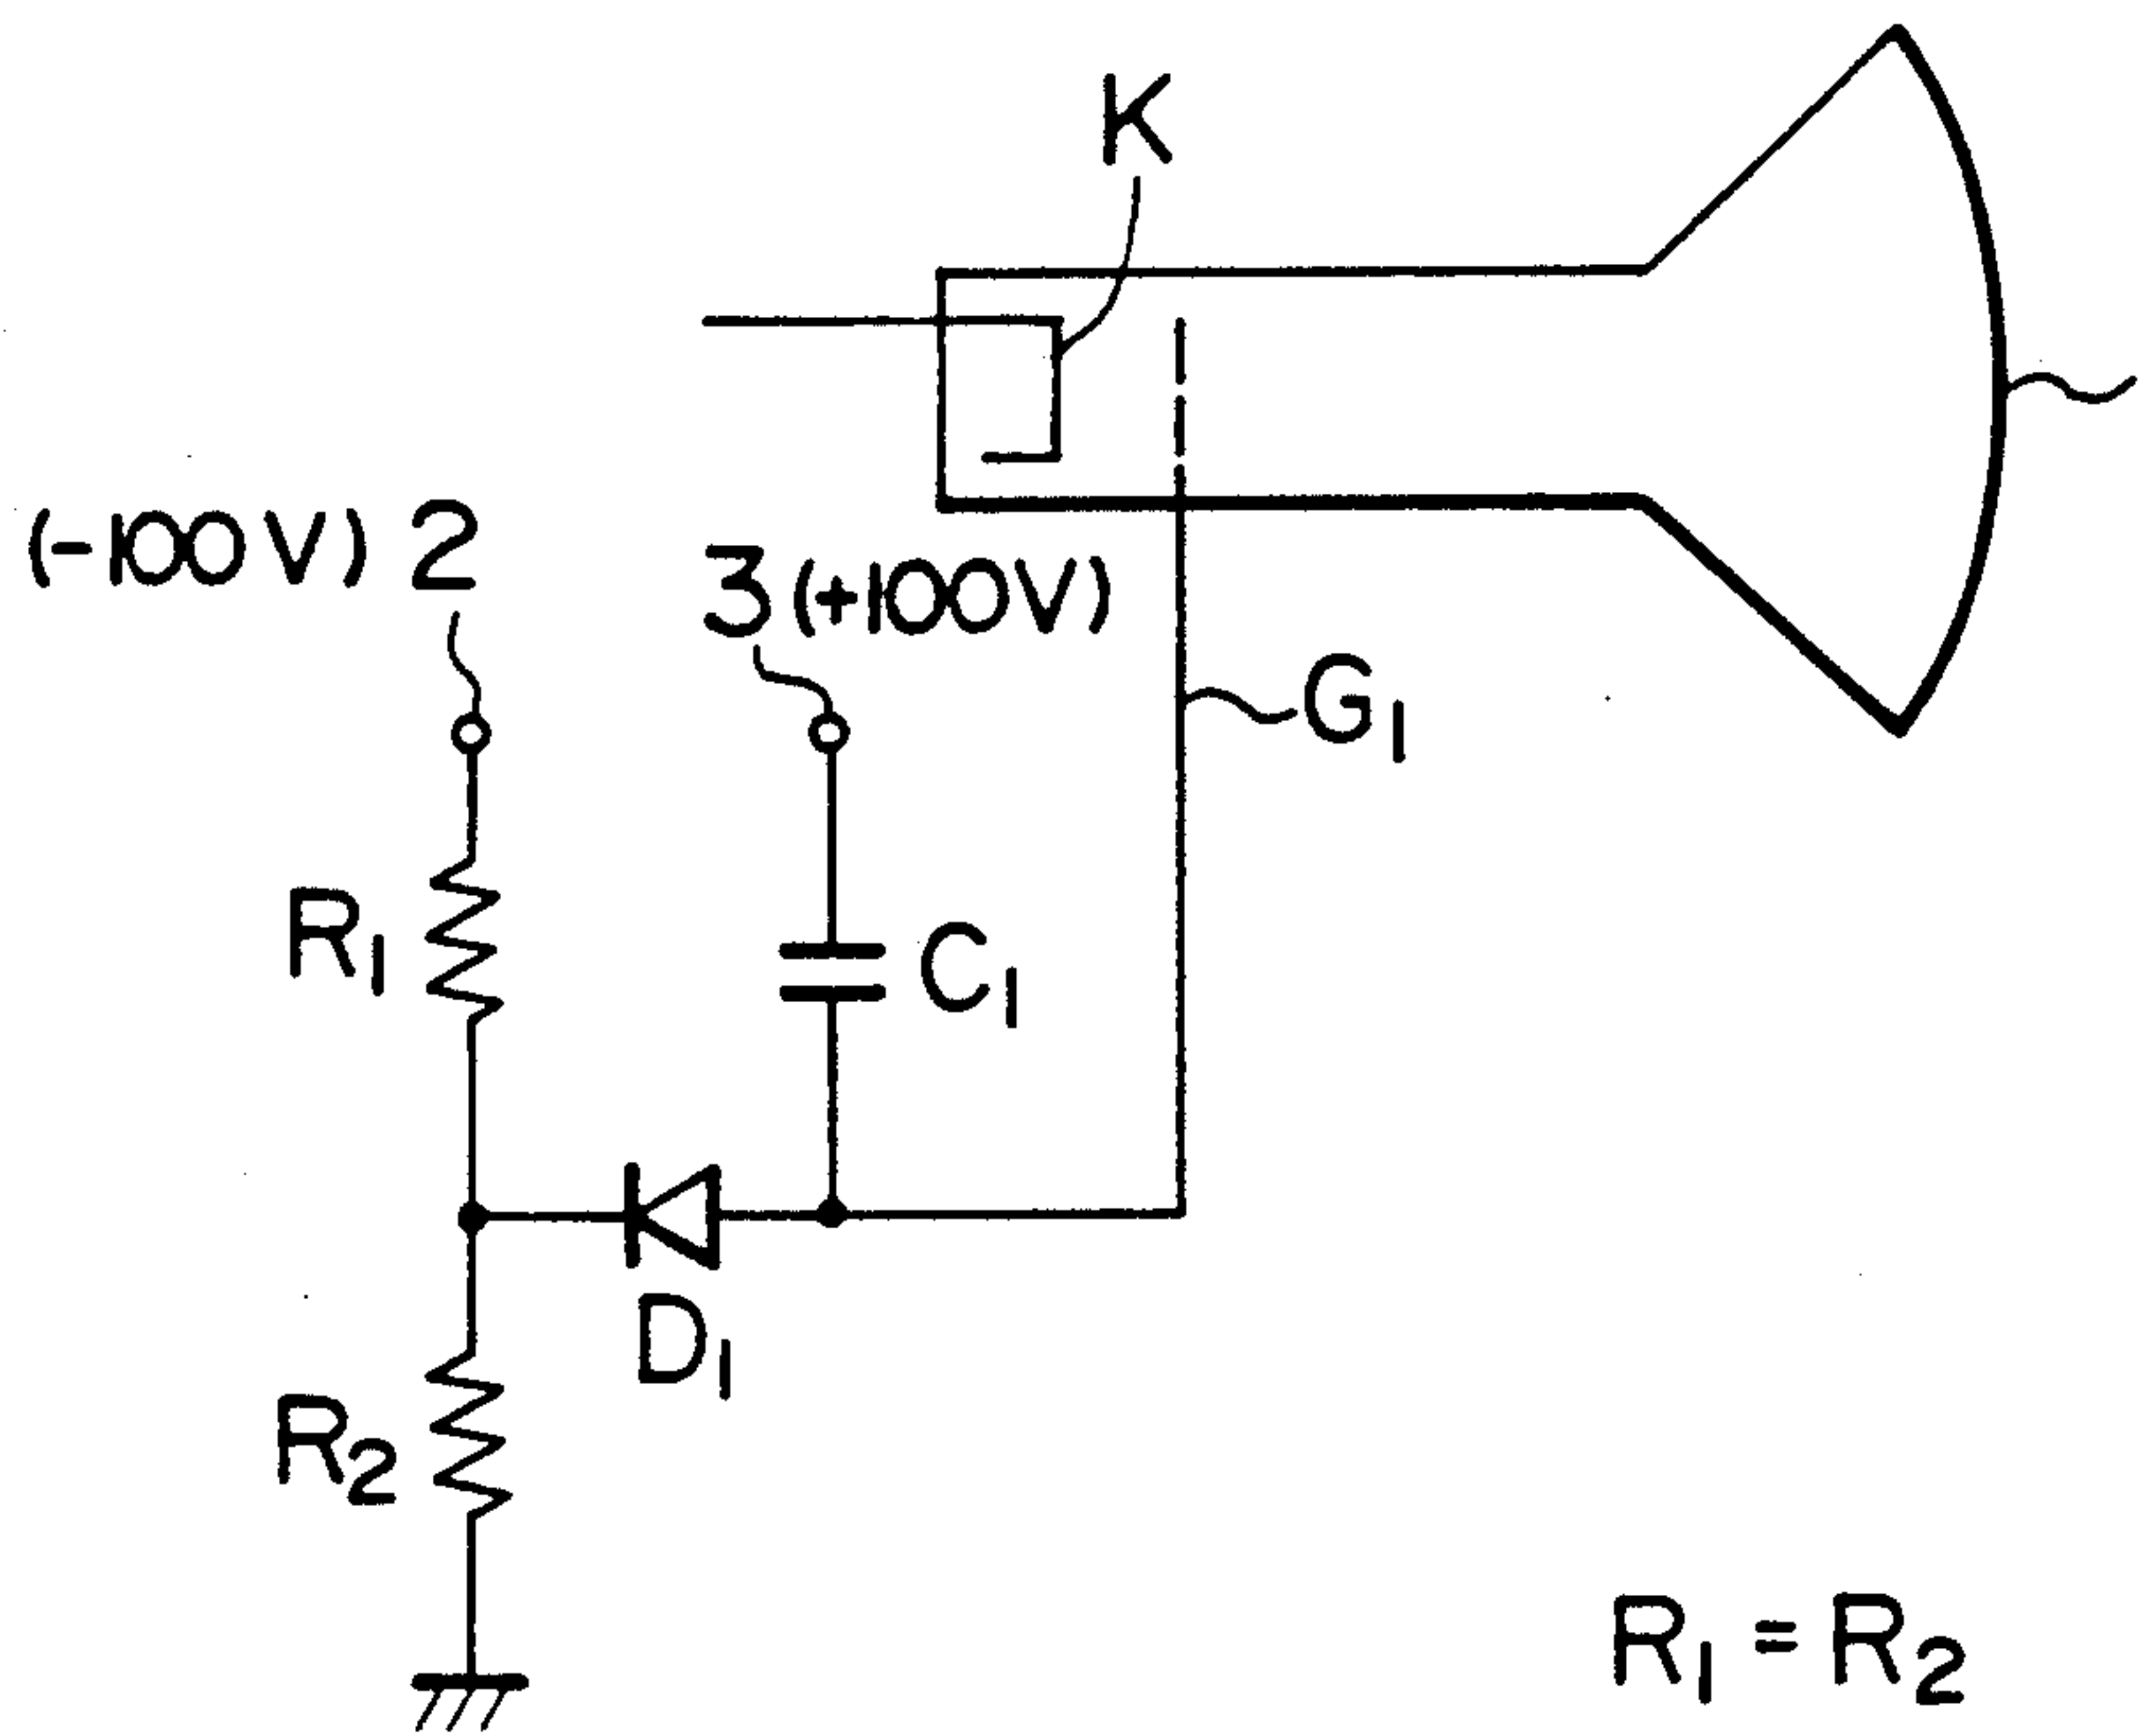 K
(-100V) 2
3 (+100V)
G1
R1
C1
D1
R2
R1 = R2